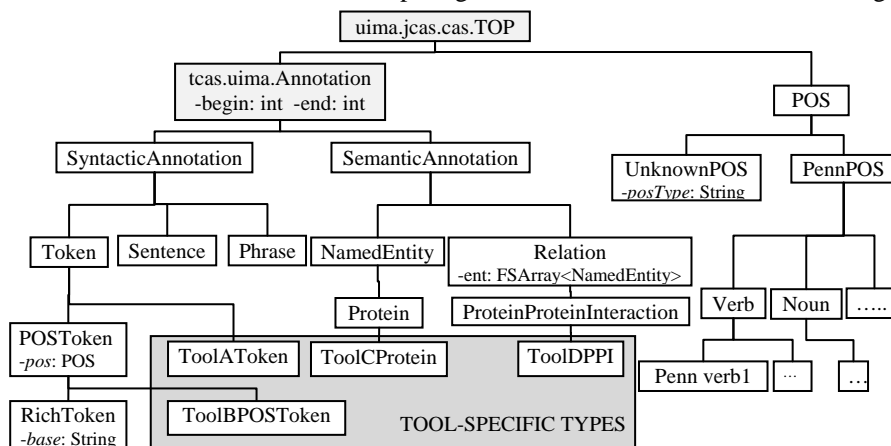 uima.jcas.cas.TOP
tcas.uima.Annotation
-begin: int -end: int
POS
SyntacticAnnotation
SemanticAnnotation
UnknownPOS
-posType: String
PennPOS
Token
Sentence
Phrase
NamedEntity
Relation
-ent: FSArray<NamedEntity>
Verb
Noun
…..
Protein
ProteinProteinInteraction
POSToken
-pos: POS
ToolAToken
ToolCProtein
ToolDPPI
Penn verb1
...
...
RichToken
-base: String
ToolBPOSToken
TOOL-SPECIFIC TYPES